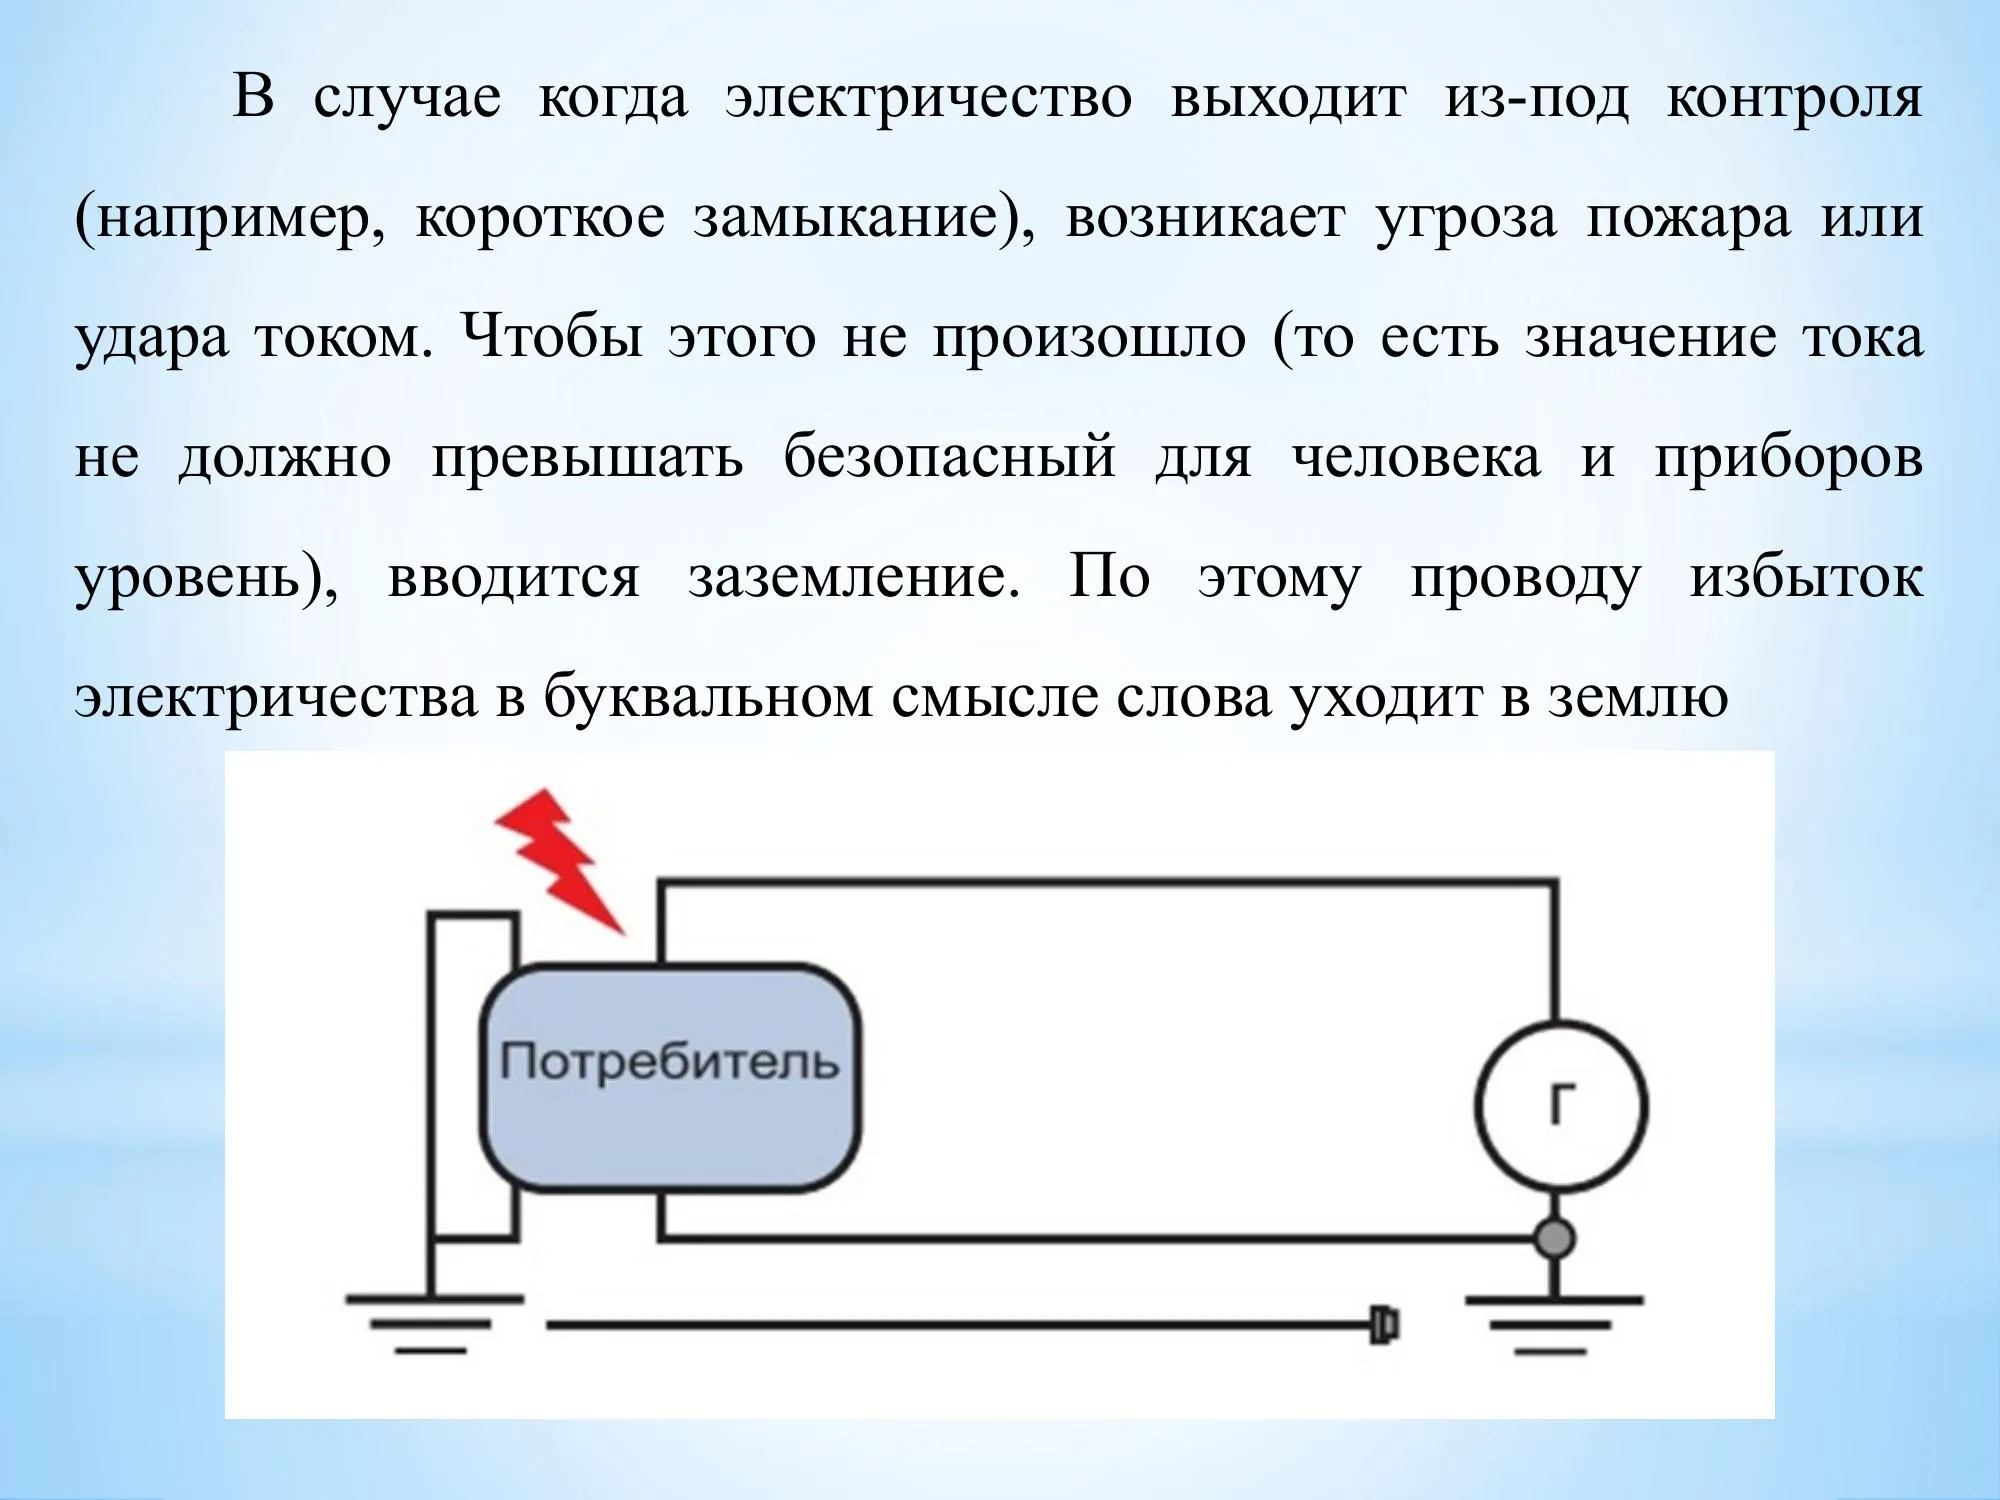 В случае когда электричество выходит из-под контроля
(например, короткое замыкание), возникает угроза пожара или
удара током. Чтобы этого не произошло (то есть значение тока
не должно превышать безопасный для человека и приборов
уровень), вводится заземление. По этому проводу избыток
электричества в буквальном смысле слова уходит в землю
Потребитель
Г